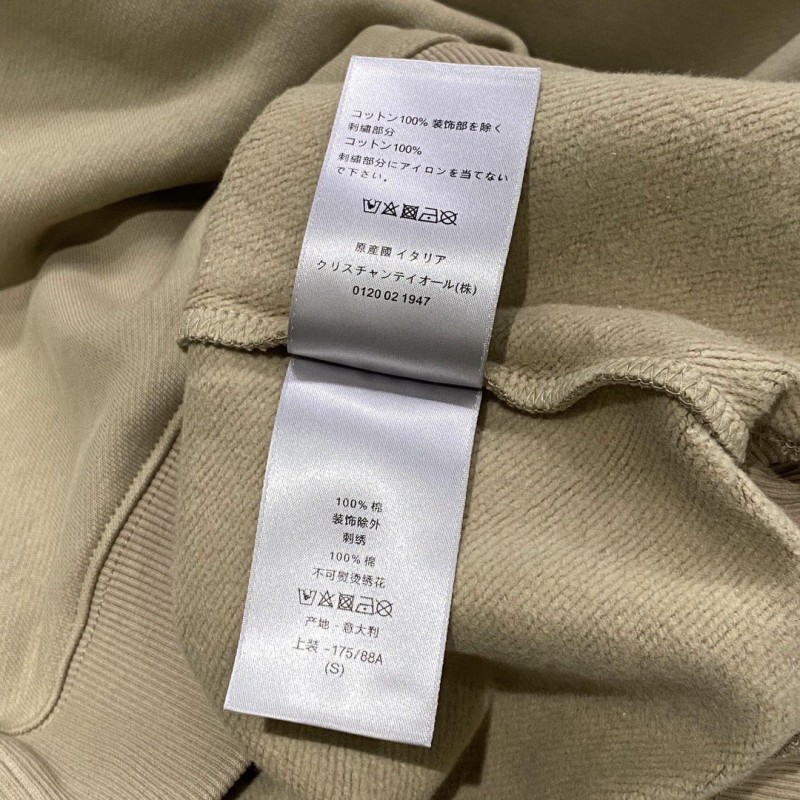 コットン100% 装飾部を除く
刺繍部分
コットン100%
刺繍部分にアイロンを当てない
で下さい。
原産國 イタリア
クリスチャンテイオール(株)
0120 02 1947
100% 棉
装饰除外
刺绣
100% 棉
不可熨烫绣花
产地 - 意大利
上装 -175/88A
(S)